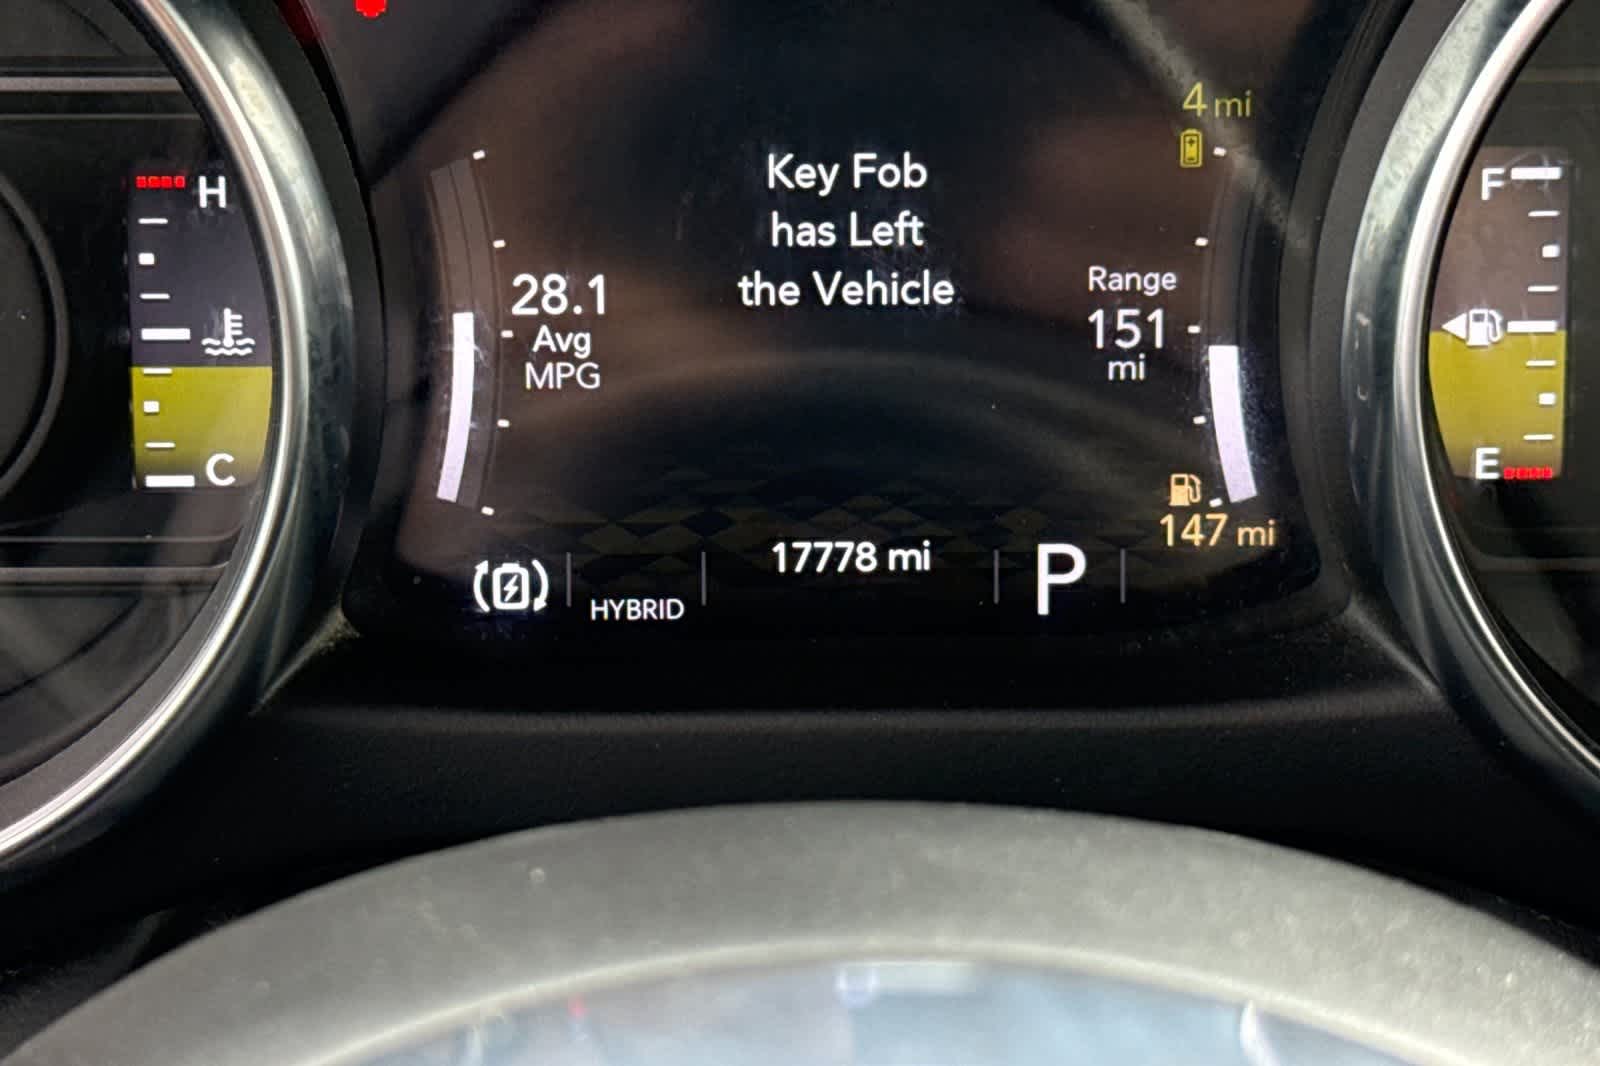 H
C
28.1
Avg
MPG
Key Fob
has Left
the Vehicle
4 mi
Range
151
mi
147 mi
HYBRID
17778 mi
P
F
E